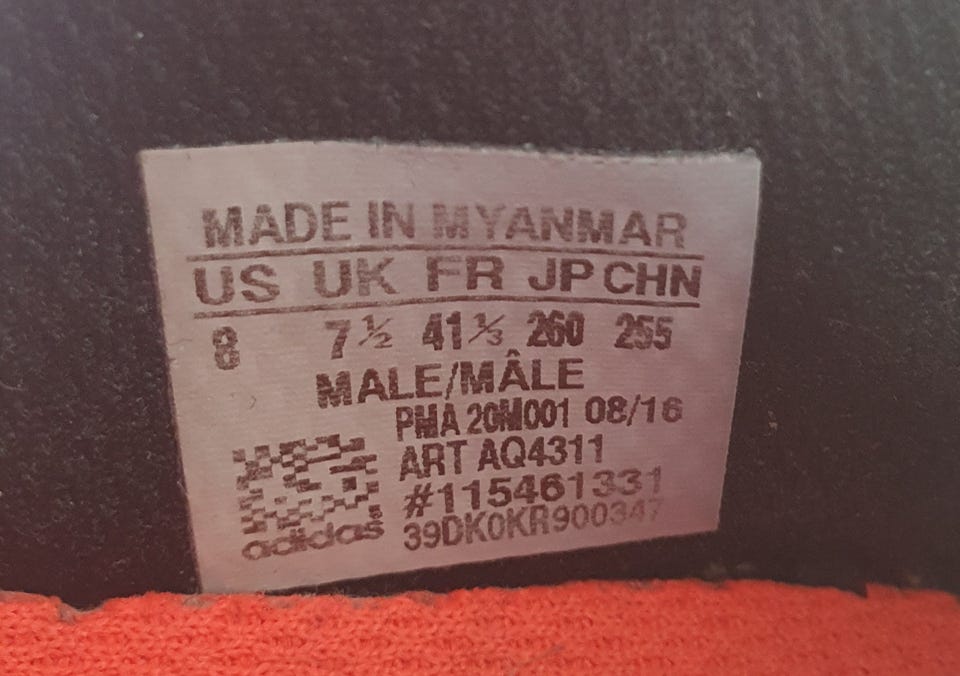 MADE IN MYANMAR
US UK FR JP CHN
8 7½ 41⅓ 260 255
MALE/MÂLE
PMA 20M001 08/16
ART AQ4311
#115461331
39DK0KR900347
adidas